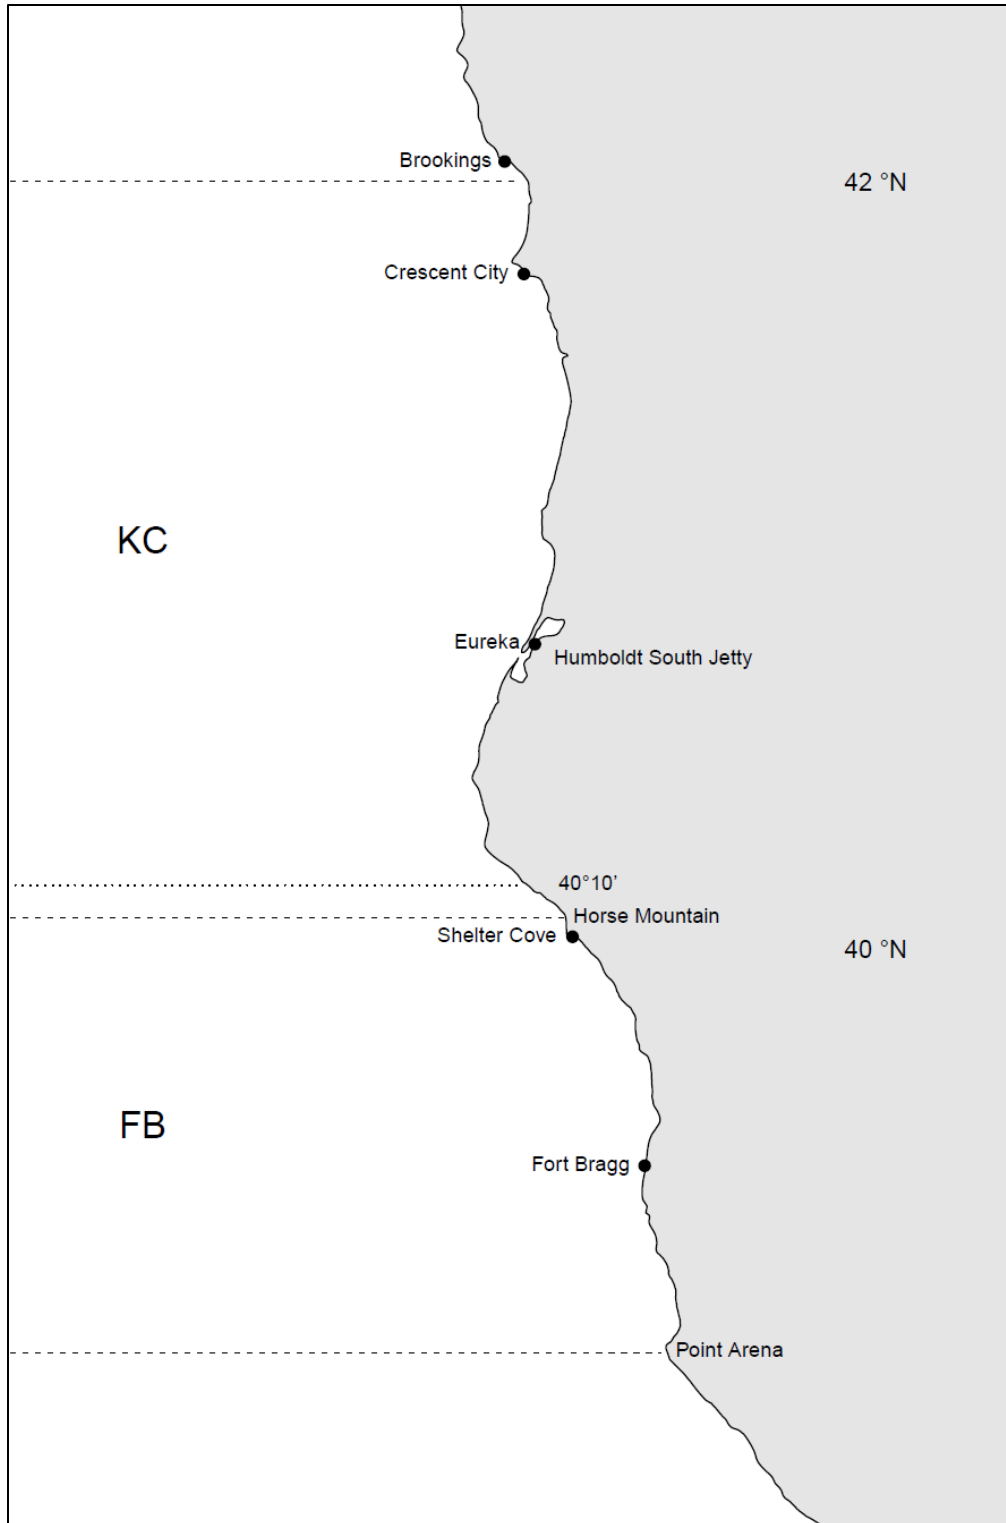 Brookings
42 °N
Crescent City
KC
Eureka
Humboldt South Jetty
40°10’
Horse Mountain
Shelter Cove
40 °N
FB
Fort Bragg
Point Arena